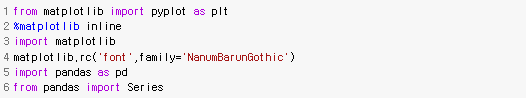 1 from matplotlib import pyplot as plt
2 %matplotlib inline
3 import matplotlib
4 matplotlib.rc('font',family='NanumBarunGothic')
5 import pandas as pd
6 from pandas import Series